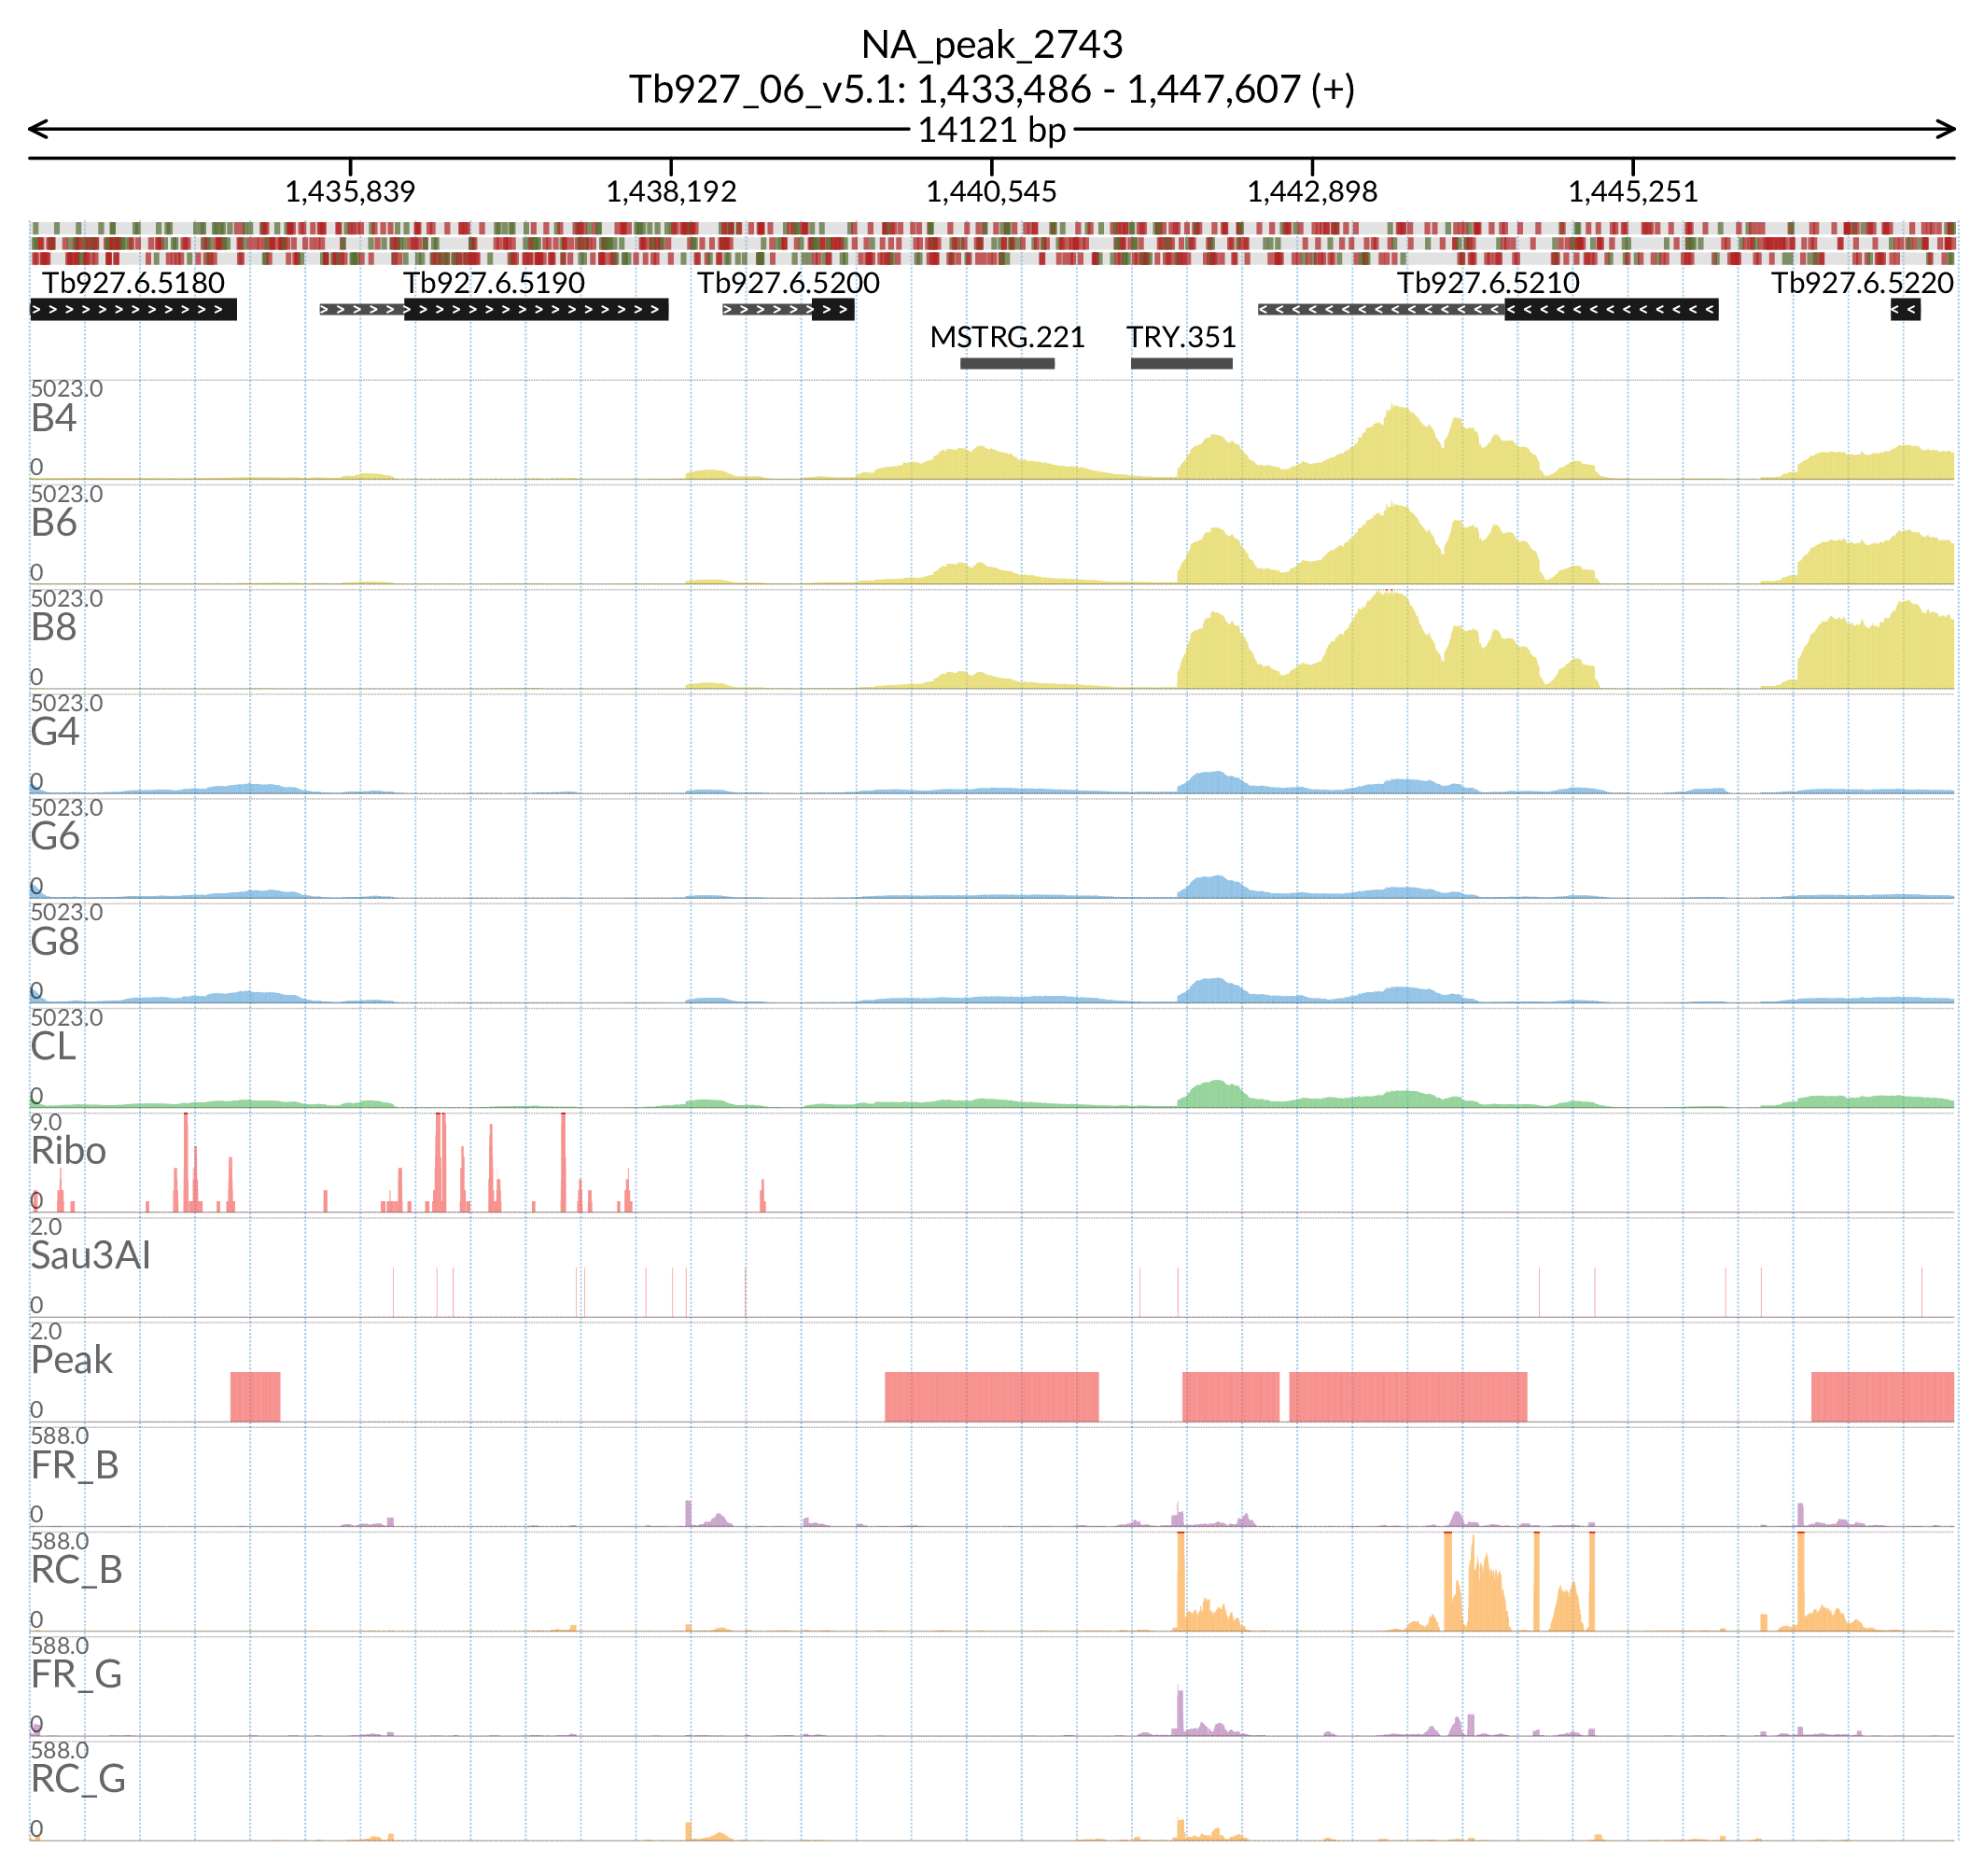 NA_peak_2743
Tb927_06_v5.1: 1,433,486 - 1,447,607 (+)
14121 bp
1,435,839 1,438,192 1,440,545 1,442,898 1,445,251
Tb927.6.5180 Tb927.6.5190 Tb927.6.5200 Tb927.6.5210 Tb927.6.5220
MSTRG.221 TRY.351
5023.0
B4
0
5023.0
B6
0
5023.0
B8
0
5023.0
G4
0
5023.0
G6
0
5023.0
G8
0
5023.0
CL
0
9.0
Ribo
0
2.0
Sau3AI
0
2.0
Peak
0
588.0
FR_B
0
588.0
RC_B
0
588.0
FR_G
0
588.0
RC_G
0